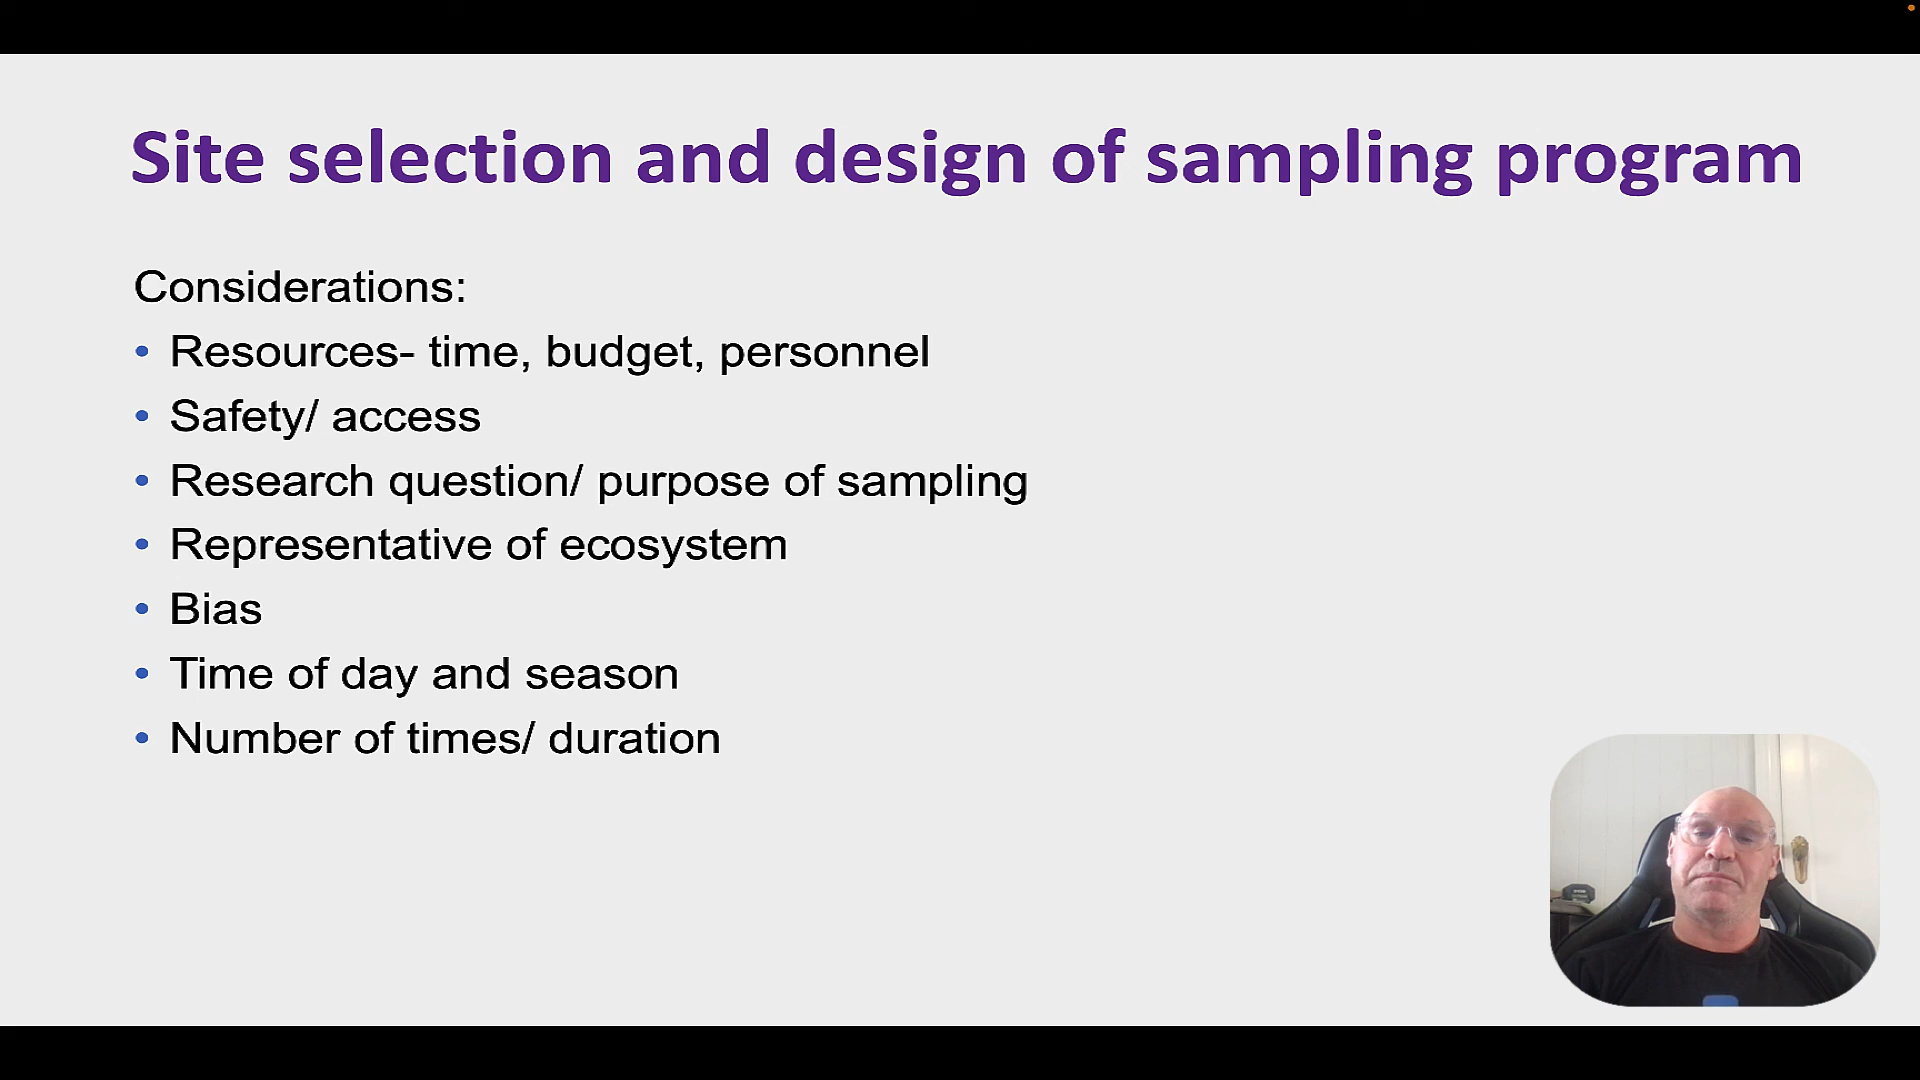 Site selection and design of sampling program
Considerations:
• Resources- time, budget, personnel
• Safety/ access
• Research question/ purpose of sampling
• Representative of ecosystem
• Bias
• Time of day and season
• Number of times/ duration